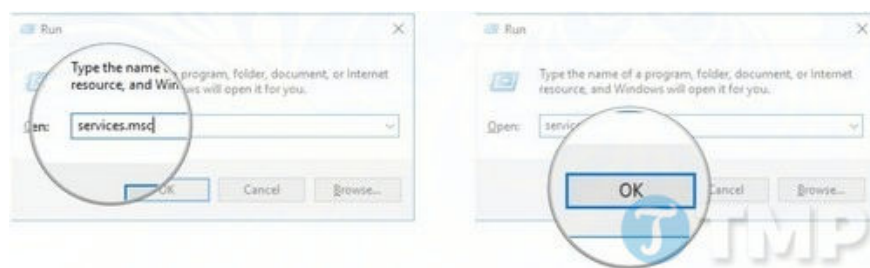 Run
Type the name of a program, folder, document, or Internet
resource, and Windows will open it for you.
Open: services.msc
OK Cancel Browse...
Run
Type the name of a program, folder, document, or Internet
resource, and Windows will open it for you.
Open:
OK Cancel Browse...
TMP